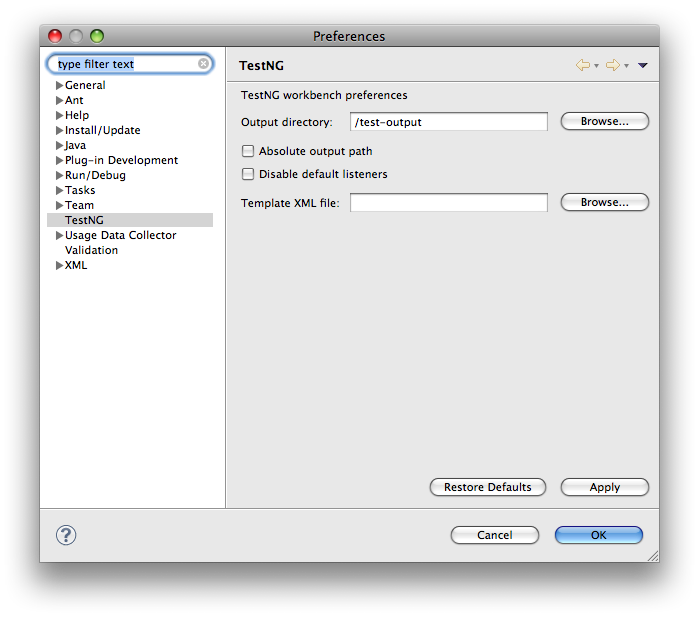 Preferences
type filter text
General
Ant
Help
Install/Update
Java
Plug-in Development
Run/Debug
Tasks
Team
TestNG
Usage Data Collector
Validation
XML
TestNG
TestNG workbench preferences
Output directory: /test-output Browse...
Absolute output path
Disable default listeners
Template XML file: Browse...
Restore Defaults Apply
? Cancel OK